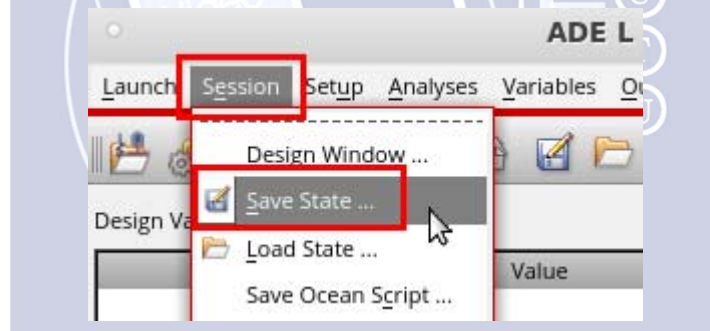 ADE L
Launch Session Setup Analyses Variables
Design Window ...
Save State ...
Design Va
Load State ...
Value
Save Ocean Script ...